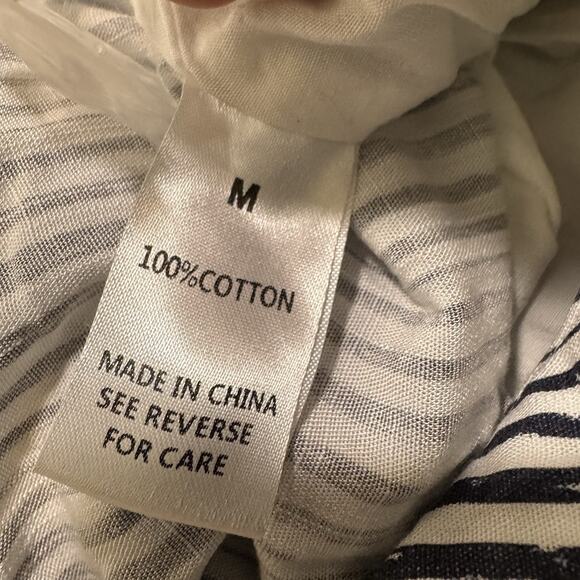 M
100%COTTON
MADE IN CHINA
SEE REVERSE
FOR CARE